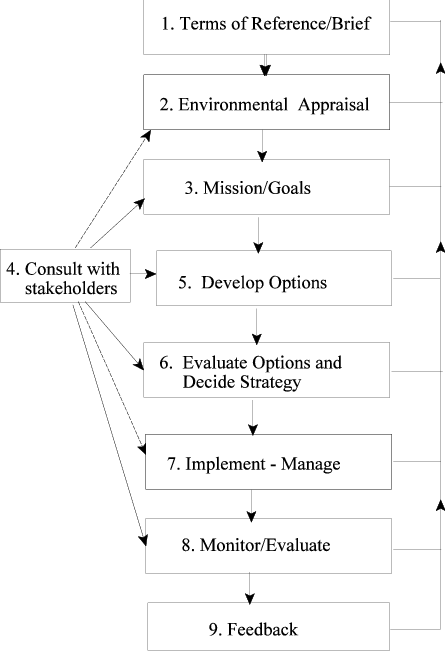 1. Terms of Reference/Brief
2. Environmental Appraisal
3. Mission/Goals
4. Consult with
stakeholders
5. Develop Options
6. Evaluate Options and
Decide Strategy
7. Implement - Manage
8. Monitor/Evaluate
9. Feedback